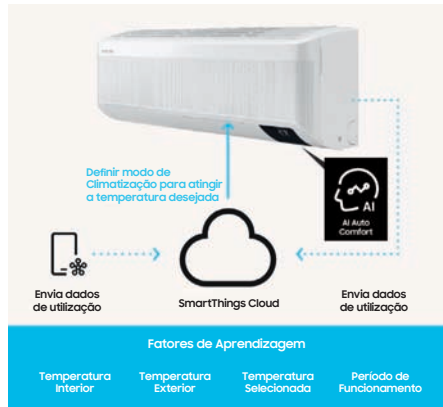 Definir modo de
Climatização para atingir
a temperatura desejada
AI
AI Auto
Comfort
Envia dados
de utilização
SmartThings Cloud
Envia dados
de utilização
Fatores de Aprendizagem
Temperatura
Interior
Temperatura
Exterior
Temperatura
Selecionada
Período de
Funcionamento